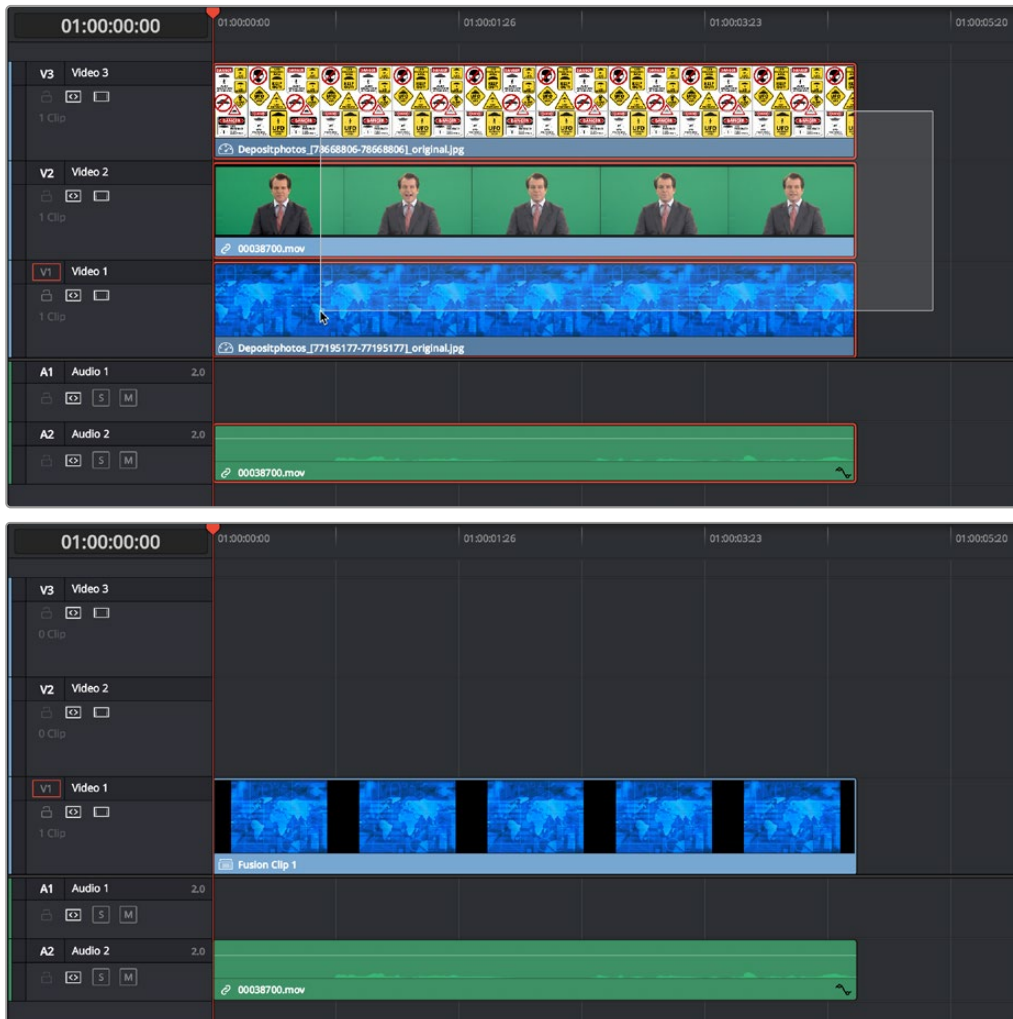 01:00:00:00
01:00:00:00 01:00:01:26 01:00:03:23 01:00:05:20
V3 Video 3
1 Clip
Depositphotos_[78668806-78668806]_original.jpg
V2 Video 2
1 Clip
00038700.mov
V1 Video 1
1 Clip
Depositphotos_[77195177-77195177]_original.jpg
A1 Audio 1 2.0
S M
A2 Audio 2 2.0
S M
00038700.mov
01:00:00:00
01:00:00:00 01:00:01:26 01:00:03:23 01:00:05:20
V3 Video 3
0 Clip
V2 Video 2
0 Clip
V1 Video 1
1 Clip
Fusion Clip 1
A1 Audio 1 2.0
S M
A2 Audio 2 2.0
S M
00038700.mov